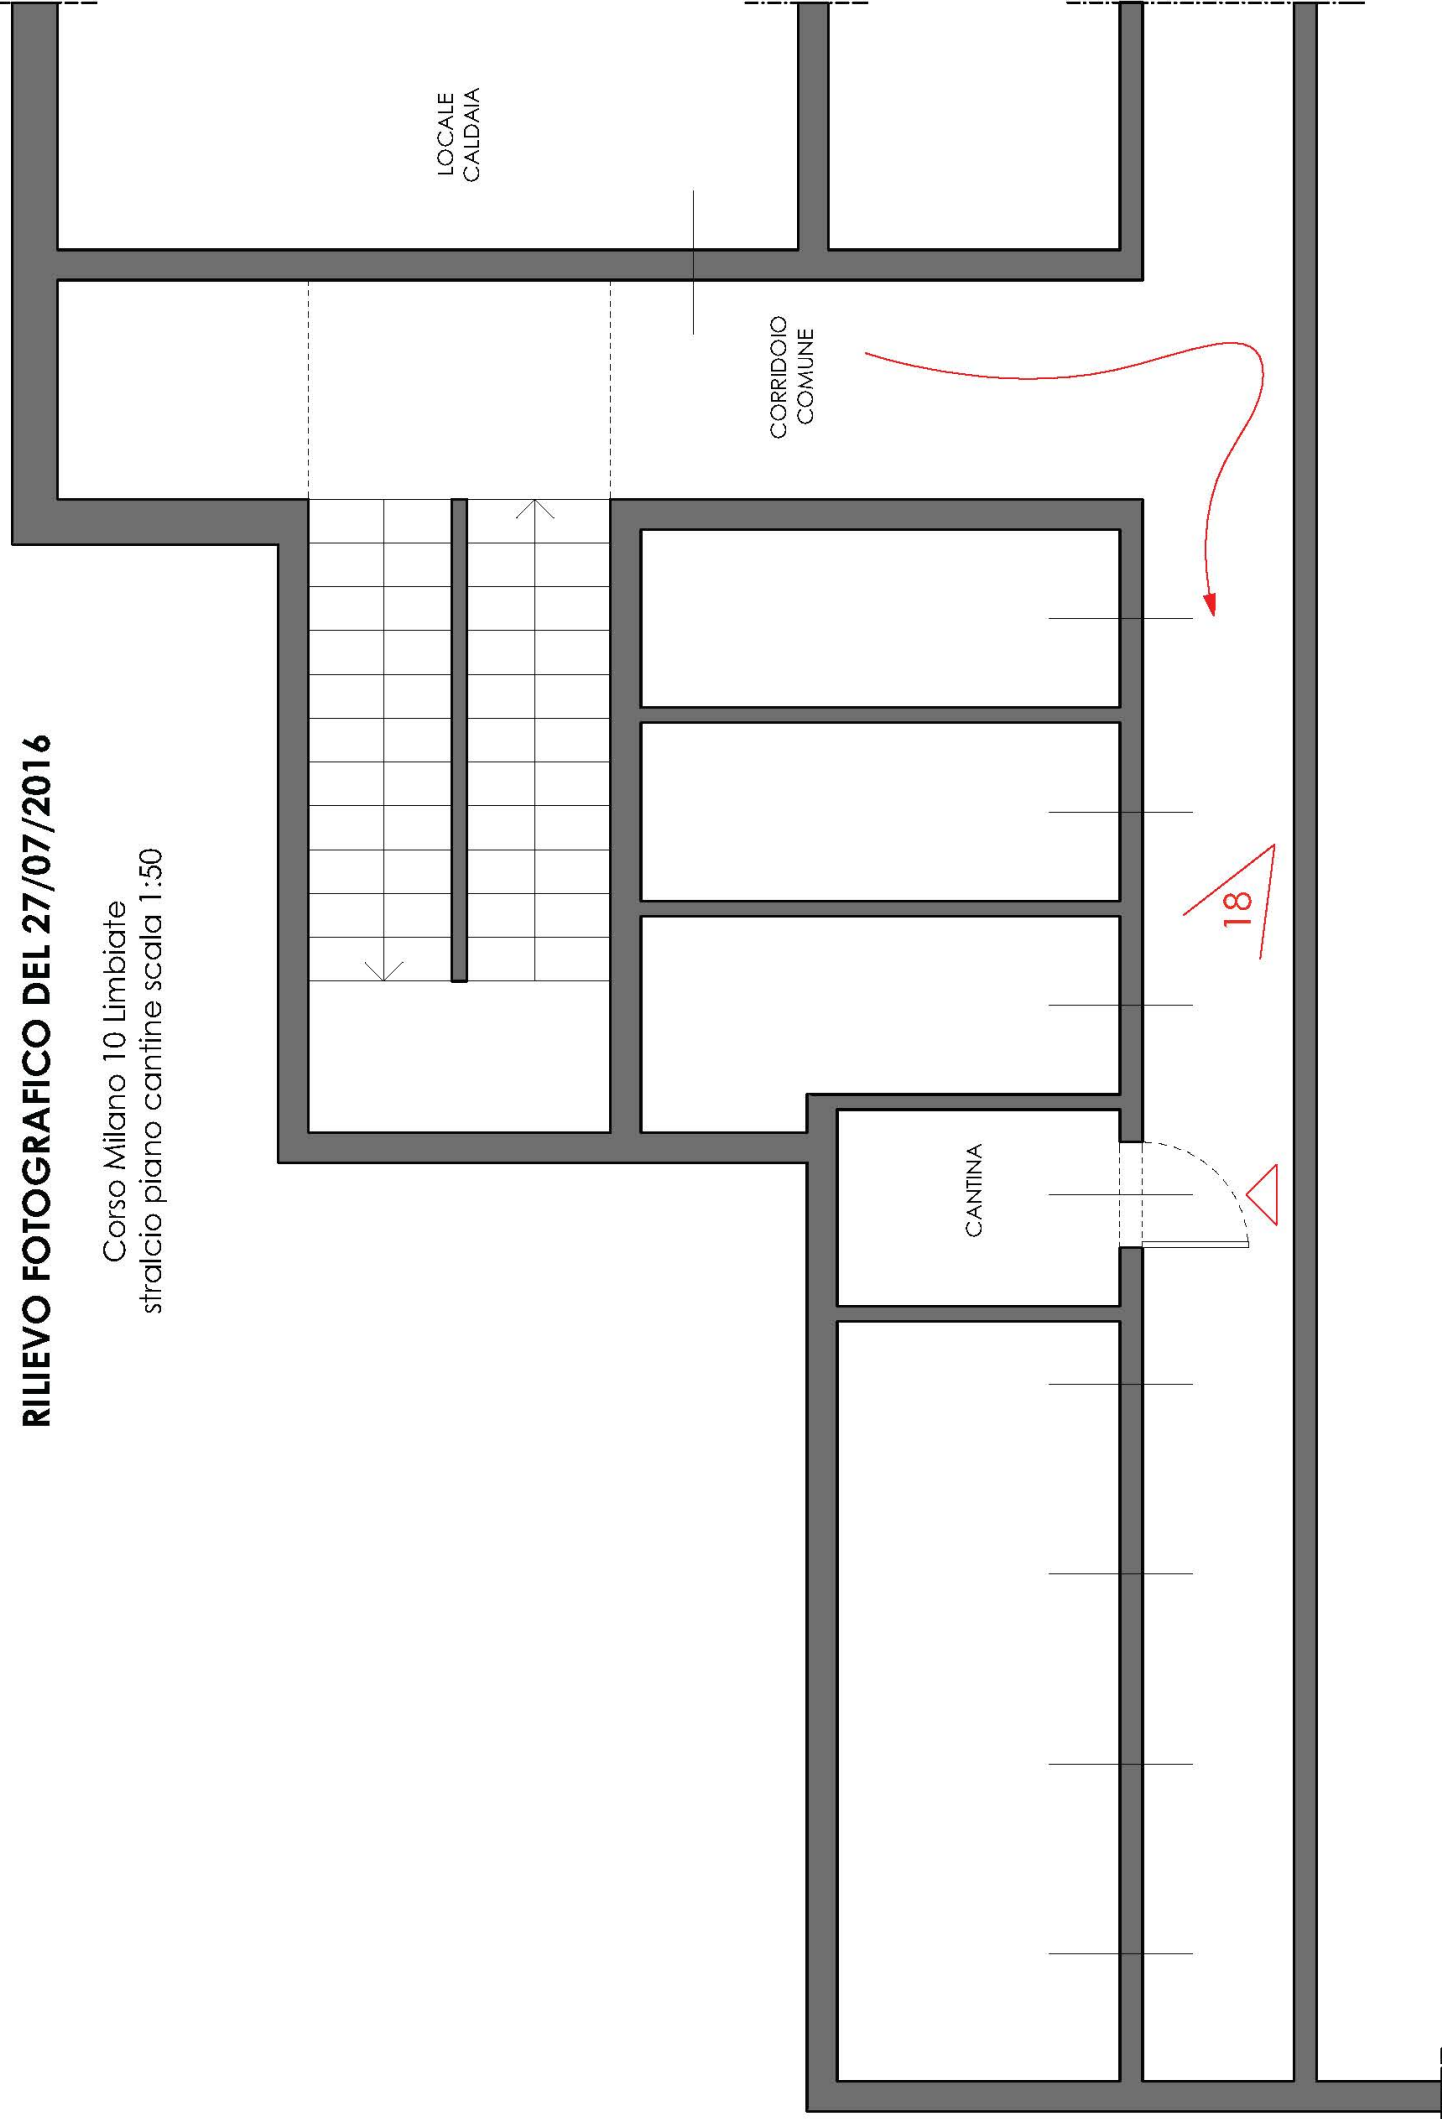 RILIEVO FOTOGRAFICO DEL 27/07/2016
Corso Milano 10 Limbiate
stralcio piano cantine scala 1:50
LOCALE
CALDAIA
CORRIDOIO
COMUNE
CANTINA
18